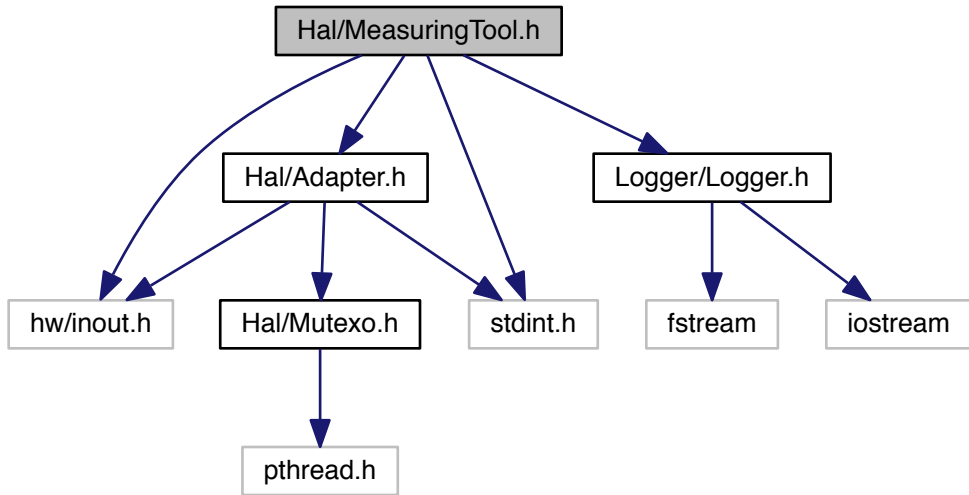 Hal/MeasuringTool.h
Hal/Adapter.h
Logger/Logger.h
hw/inout.h
Hal/Mutexo.h
stdint.h
fstream
iostream
pthread.h